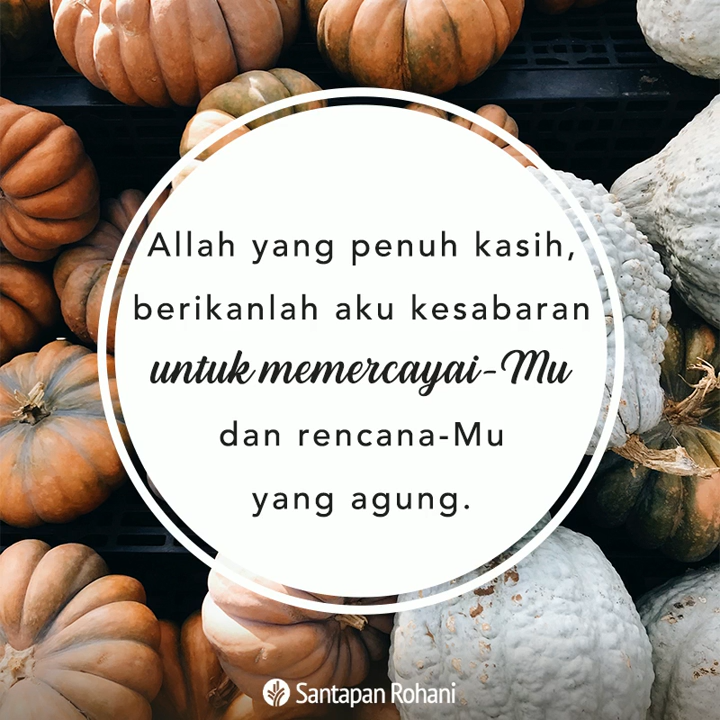 Allah yang penuh kasih,
berikanlah aku kesabaran
untuk memercayai-Mu
dan rencana-Mu
yang agung.
Santapan Rohani